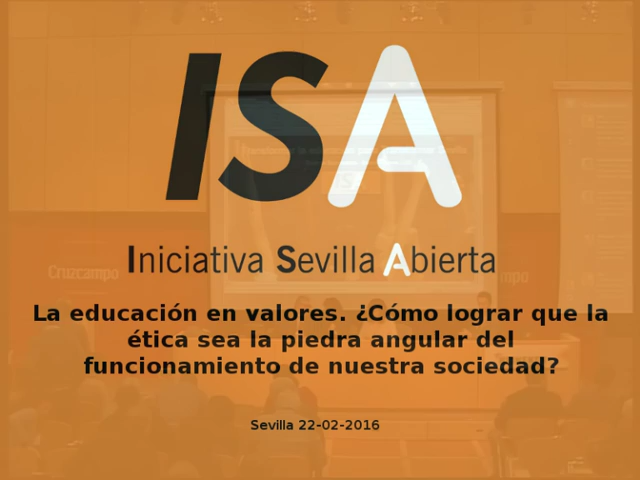 ISA
Iniciativa Sevilla Abierta
La educación en valores. ¿Cómo lograr que la
ética sea la piedra angular del
funcionamiento de nuestra sociedad?
Sevilla 22-02-2016
Cruzcampo